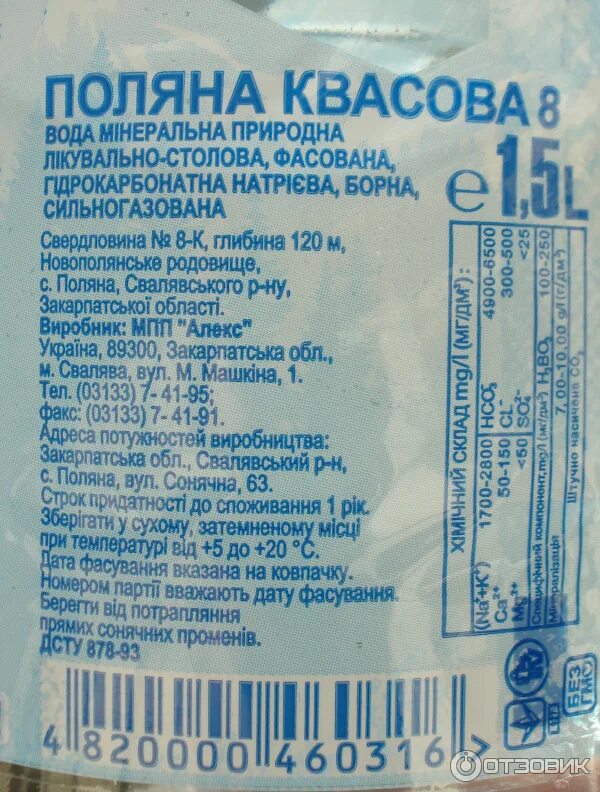 ПОЛЯНА КВАСОВА 8
ВОДА МІНЕРАЛЬНА ПРИРОДНА
ЛІКУВАЛЬНО-СТОЛОВА, ФАСОВАНА,
ГІДРОКАРБОНАТНА НАТРІЄВА, БОРНА,
СИЛЬНОГАЗОВАНА
℮ 1,5L
Свердловина № 8-К, глибина 120 м,
Новополянське родовище,
с. Поляна, Свалявського р-ну,
Закарпатської області.
Виробник: МПП "Алекс"
Україна, 89300, Закарпатська обл.,
м. Свалява, вул. М. Машкіна, 1.
Тел. (03133) 7- 41-95;
факс: (03133) 7- 41-91.
Адреса потужностей виробництва:
Закарпатська обл., Свалявський р-н,
с. Поляна, вул. Сонячна, 63.
Строк придатності до споживання 1 рік.
Зберігати у сухому, затемненому місці
при температурі від +5 до +20 °С.
Дата фасування вказана на ковпачку.
Номером партії вважають дату фасування.
Берегти від потрапляння
прямих сонячних променів.
ДСТУ 878-93
ХІМІЧНИЙ СКЛАД mg/l (МГ/ДМ³) :
(Na⁺+K⁺) 1700-2800 HCO₃⁻ 4900-6500
Ca²⁺ 50-150 CL⁻ 300-500
Mg²⁺ <50 SO₄²⁻ <25
Специфічний компонент, mg/l (мг/дм³) H₃BO₃ 100-250
Мінералізація 7,00-10,00 g/l (г/дм³)
Штучно насичена CO₂
БЕЗ
ГМО
4 820000 460316
ОТЗОВИК